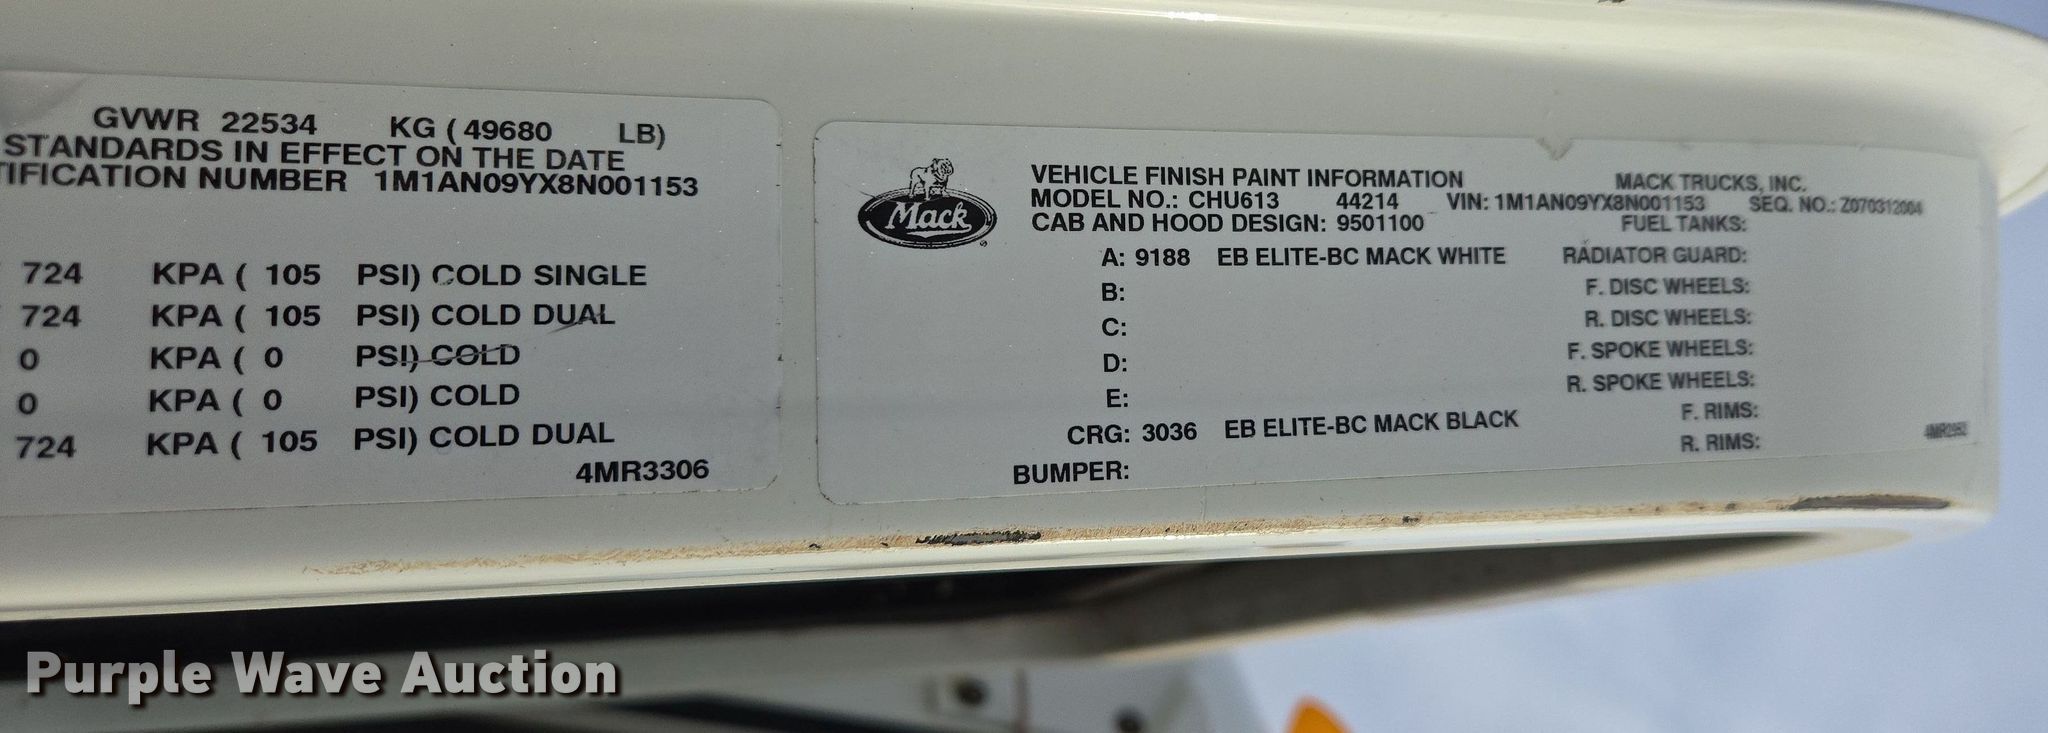 GVWR 22534 KG ( 49680 LB)
STANDARDS IN EFFECT ON THE DATE
TIFICATION NUMBER 1M1AN09YX8N001153
724 KPA ( 105 PSI) COLD SINGLE
724 KPA ( 105 PSI) COLD DUAL
0 KPA ( 0 PSI) COLD
0 KPA ( 0 PSI) COLD
724 KPA ( 105 PSI) COLD DUAL
4MR3306
Mack
VEHICLE FINISH PAINT INFORMATION MACK TRUCKS, INC.
MODEL NO.: CHU613 44214 VIN: 1M1AN09YX8N001153 SEQ. NO.: Z070312004
CAB AND HOOD DESIGN: 9501100 FUEL TANKS:
A: 9188 EB ELITE-BC MACK WHITE RADIATOR GUARD:
B: F. DISC WHEELS:
C: R. DISC WHEELS:
D: F. SPOKE WHEELS:
E: R. SPOKE WHEELS:
F. RIMS:
CRG: 3036 EB ELITE-BC MACK BLACK R. RIMS:
BUMPER:
Purple Wave Auction